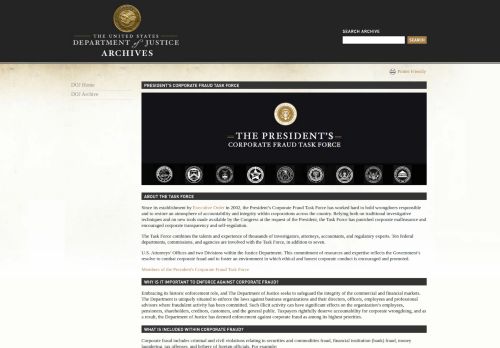 THE UNITED STATES
DEPARTMENT of JUSTICE
ARCHIVES
SEARCH ARCHIVE
SEARCH
Printer Friendly
DOJ Home
DOJ Archive
PRESIDENT'S CORPORATE FRAUD TASK FORCE
THE PRESIDENT'S
CORPORATE FRAUD TASK FORCE
ABOUT THE TASK FORCE
Since its establishment by Executive Order in 2002, the President's Corporate Fraud Task Force has worked hard to hold wrongdoers responsible
and to restore an atmosphere of accountability and integrity within corporations across the country. Relying both on traditional investigative
techniques and on new tools made available by the Congress at the request of the President, the Task Force has punished corporate malfeasance and
encouraged corporate transparency and self-regulation.
The Task Force combines the talents and experience of thousands of investigators, attorneys, accountants, and regulatory experts. Ten federal
departments, commissions, and agencies are involved with the Task Force, in addition to seven
U.S. Attorneys' Offices and two Divisions within the Justice Department. This commitment of resources and expertise reflects the Government's
resolve to combat corporate fraud and to foster an environment in which ethical and honest corporate conduct is encouraged and promoted.
Members of the President's Corporate Fraud Task Force
WHY IS IT IMPORTANT TO ENFORCE AGAINST CORPORATE FRAUD?
Embracing its historic enforcement role, and The Department of Justice seeks to safeguard the integrity of the commercial and financial markets.
The Department is uniquely situated to enforce the laws against business organizations and their directors, officers, employees and professional
advisors where fraudulent activity has been committed. Such illicit activity can have significant effects on the organization's employees,
pensioners, shareholders, creditors, customers, and the general public. Taxpayers rightfully deserve accountability for corporate wrongdoing, and as
a result, the Department of Justice has deemed enforcement against corporate fraud as among its highest priorities.
WHAT IS INCLUDED WITHIN CORPORATE FRAUD?
Corporate fraud includes criminal and civil violations relating to securities and commodities fraud, financial institution (bank) fraud, money
laundering, tax offenses, and bribery of foreign officials. For example: